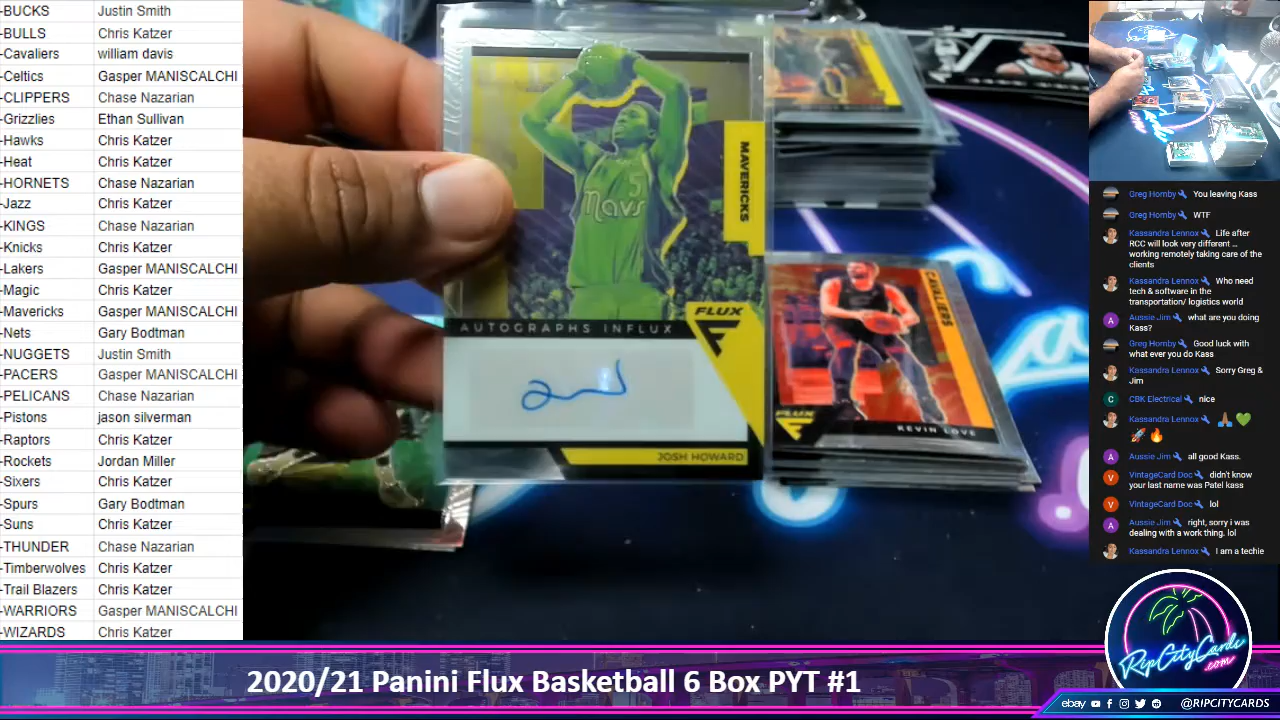 -BUCKS Justin Smith
-BULLS Chris Katzer
-Cavaliers william davis
-Celtics Gasper MANISCALCHI
-CLIPPERS Chase Nazarian
-Grizzlies Ethan Sullivan
-Hawks Chris Katzer
-Heat Chris Katzer
-HORNETS Chase Nazarian
-Jazz Chris Katzer
-KINGS Chase Nazarian
-Knicks Chris Katzer
-Lakers Gasper MANISCALCHI
-Magic Chris Katzer
-Mavericks Gasper MANISCALCHI
-Nets Gary Bodtman
-NUGGETS Justin Smith
-PACERS Gasper MANISCALCHI
-PELICANS Chase Nazarian
-Pistons jason silverman
-Raptors Chris Katzer
-Rockets Jordan Miller
-Sixers Chris Katzer
-Spurs Gary Bodtman
-Suns Chris Katzer
-THUNDER Chase Nazarian
-Timberwolves Chris Katzer
-Trail Blazers Chris Katzer
-WARRIORS Gasper MANISCALCHI
-WIZARDS Chris Katzer
MAVERICKS
mavs
5
FLUX
AUTOGRAPHS INFLUX
JOSH HOWARD
CAVALIERS
FLUX
KEVIN LOVE
Greg Hornby You leaving Kass
Greg Hornby WTF
Kassandra Lennox Life after
RCC will look very different ...
working remotely taking care of the
clients
Kassandra Lennox Who need
tech & software in the
transportation/ logistics world
Aussie Jim what are you doing
Kass?
Greg Hornby Good luck with
what ever you do Kass
Kassandra Lennox Sorry Greg &
Jim
CBK Electrical nice
Kassandra Lennox 🙏🏽 💚
🚀 🔥
Aussie Jim all good Kass.
VintageCard Doc didn't know
your last name was Patel kass
VintageCard Doc lol
Aussie Jim right, sorry i was
dealing with a work thing. lol
Kassandra Lennox I am a techie
RipCityCards
.com
2020/21 Panini Flux Basketball 6 Box PYT #1
ebay @RIPCITYCARDS